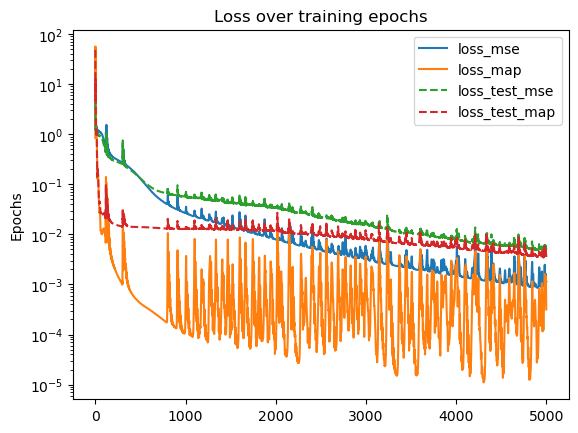 Loss over training epochs
loss_mse
loss_map
loss_test_mse
loss_test_map
Epochs
10²
10¹
10⁰
10⁻¹
10⁻²
10⁻³
10⁻⁴
10⁻⁵
0 1000 2000 3000 4000 5000